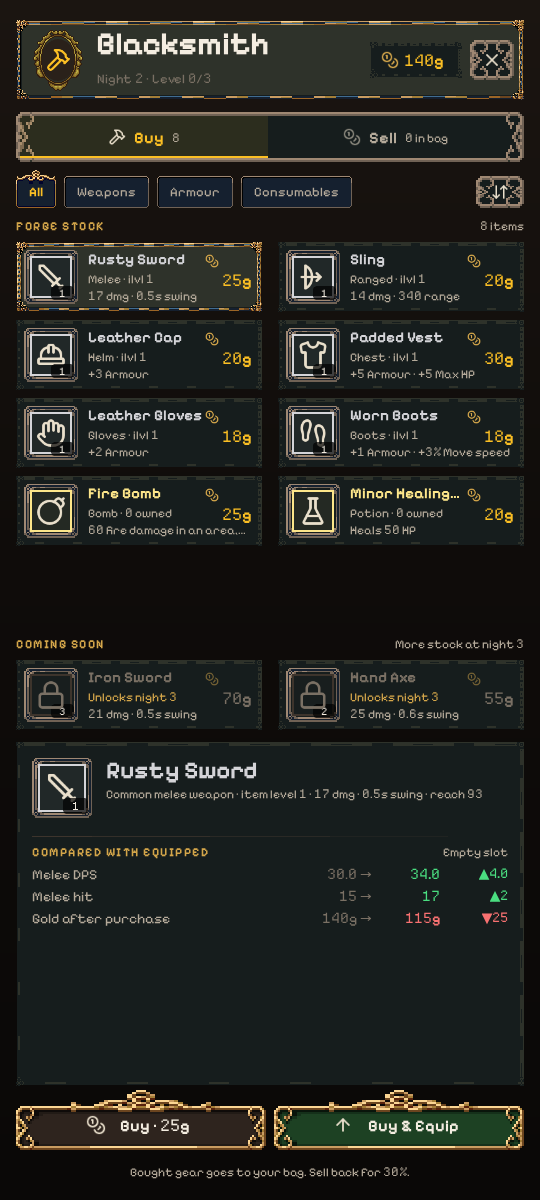 Blacksmith
Night 2 · Level 0/3
140g
Buy 8
Sell 0 in bag
All
Weapons
Armour
Consumables
FORGE STOCK
8 items
Rusty Sword
Melee · ilvl 1
17 dmg · 0.5s swing
25g
1
Sling
Ranged · ilvl 1
14 dmg · 340 range
20g
1
Leather Cap
Helm · ilvl 1
+3 Armour
20g
1
Padded Vest
Chest · ilvl 1
+5 Armour · +5 Max HP
30g
1
Leather Gloves
Gloves · ilvl 1
+2 Armour
18g
1
Worn Boots
Boots · ilvl 1
+1 Armour · +3% Move speed
18g
1
Fire Bomb
Bomb · 0 owned
60 fire damage in an area,…
25g
Minor Healing…
Potion · 0 owned
Heals 50 HP
20g
COMING SOON
More stock at night 3
Iron Sword
Unlocks night 3
21 dmg · 0.5s swing
70g
3
Hand Axe
Unlocks night 3
25 dmg · 0.6s swing
55g
2
Rusty Sword
Common melee weapon · item level 1 · 17 dmg · 0.5s swing · reach 93
1
COMPARED WITH EQUIPPED
Empty slot
Melee DPS 30.0 → 34.0 ▲4.0
Melee hit 15 → 17 ▲2
Gold after purchase 140g → 115g ▼25
Buy · 25g
Buy & Equip
Bought gear goes to your bag. Sell back for 30%.